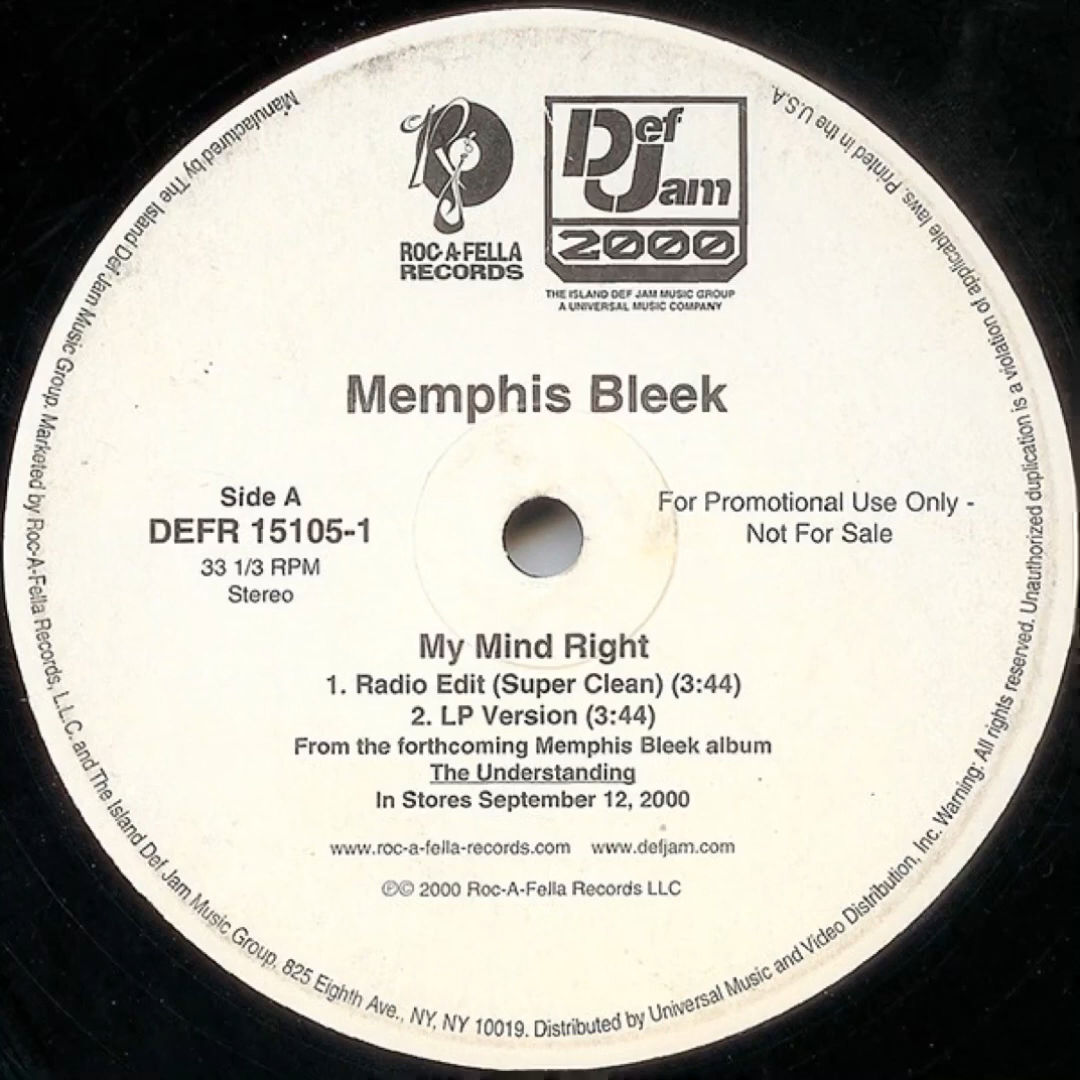 ROC-A-FELLA
RECORDS
Def
Jam
2000
THE ISLAND DEF JAM MUSIC GROUP
A UNIVERSAL MUSIC COMPANY
Memphis Bleek
Side A
DEFR 15105-1
33 1/3 RPM
Stereo
For Promotional Use Only -
Not For Sale
My Mind Right
1. Radio Edit (Super Clean) (3:44)
2. LP Version (3:44)
From the forthcoming Memphis Bleek album
The Understanding
In Stores September 12, 2000
www.roc-a-fella-records.com www.defjam.com
℗© 2000 Roc-A-Fella Records LLC
Manufactured by The Island Def Jam Music Group. Marketed by Roc-A-Fella Records, L.L.C. and The Island Def Jam Music Group, 825 Eighth Ave., NY, NY 10019. Distributed by Universal Music and Video Distribution, Inc. Warning: All rights reserved. Unauthorized duplication is a violation of applicable laws. Printed in the U.S.A